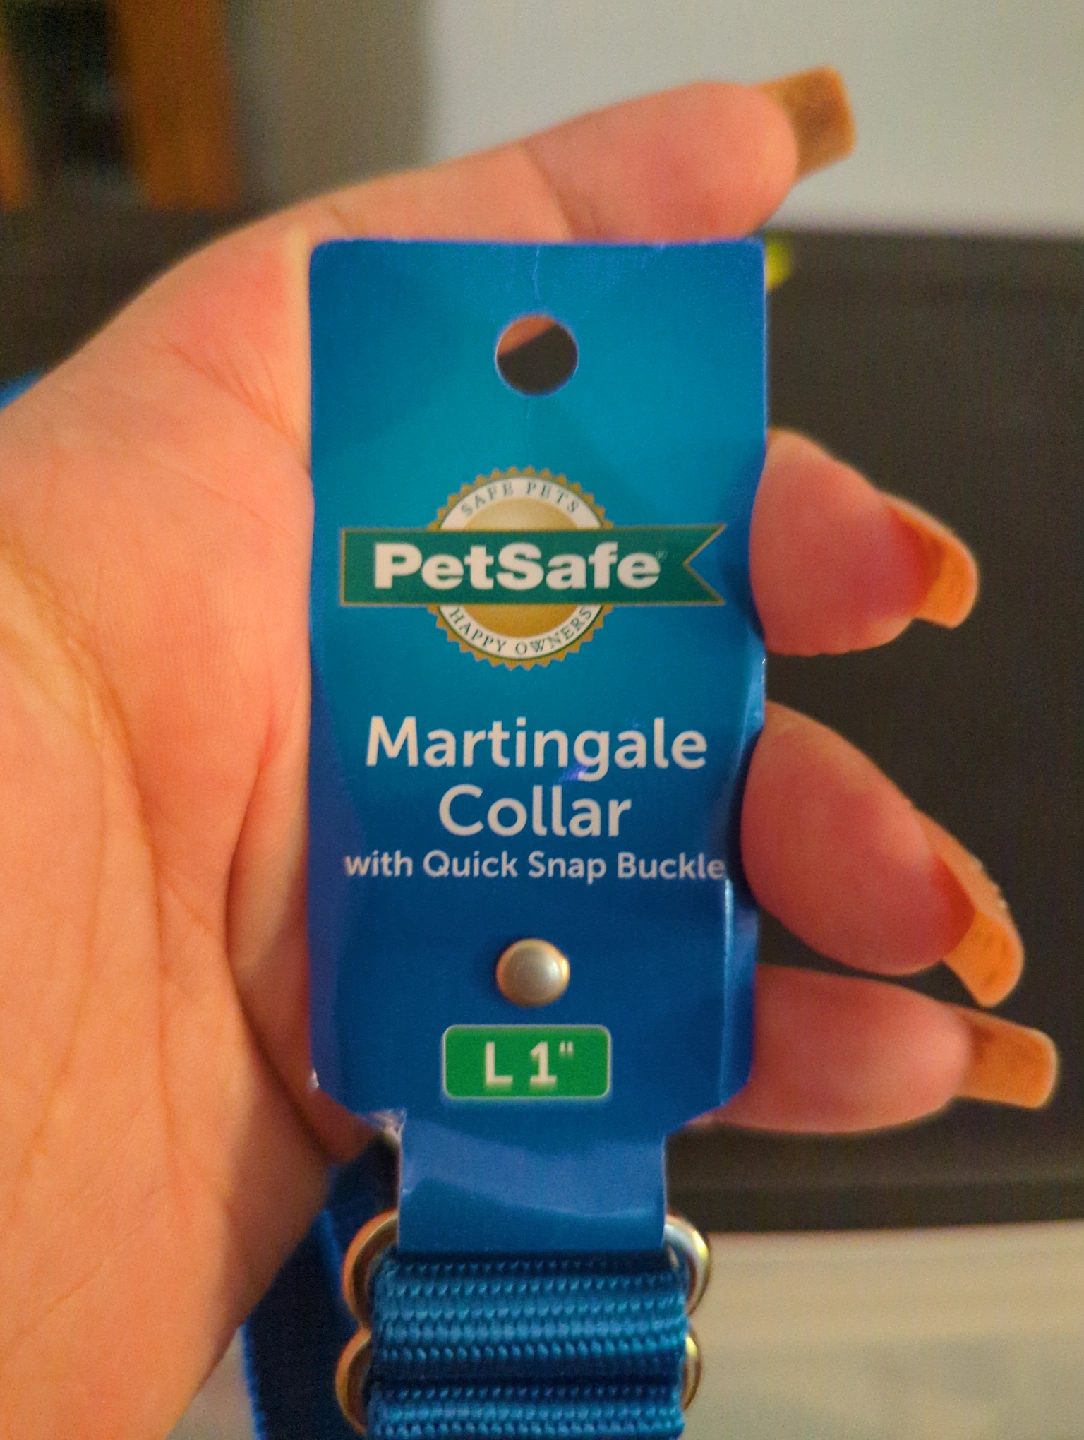 SAFE PETS
PetSafe®
HAPPY OWNERS
Martingale
Collar
with Quick Snap Buckle
L 1"